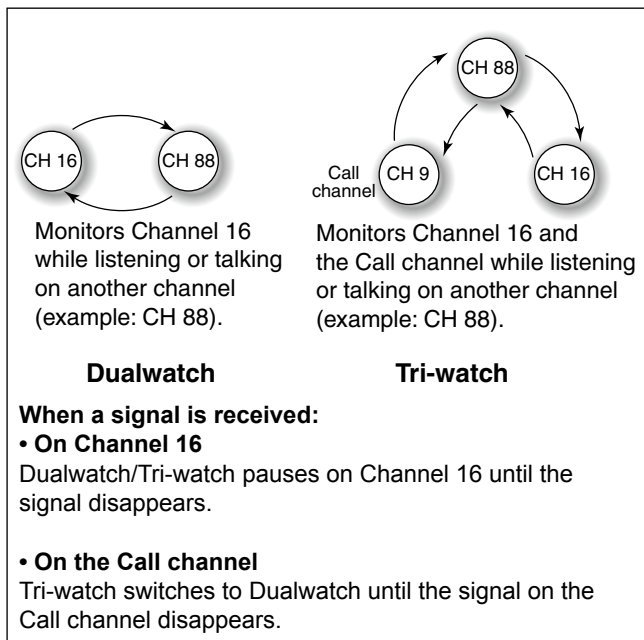 CH 16
CH 88
Monitors Channel 16
while listening or talking
on another channel
(example: CH 88).
Dualwatch
CH 88
Call
channel
CH 9
CH 16
Monitors Channel 16 and
the Call channel while listening
or talking on another channel
(example: CH 88).
Tri-watch
When a signal is received:
• On Channel 16
Dualwatch/Tri-watch pauses on Channel 16 until the
signal disappears.
• On the Call channel
Tri-watch switches to Dualwatch until the signal on the
Call channel disappears.